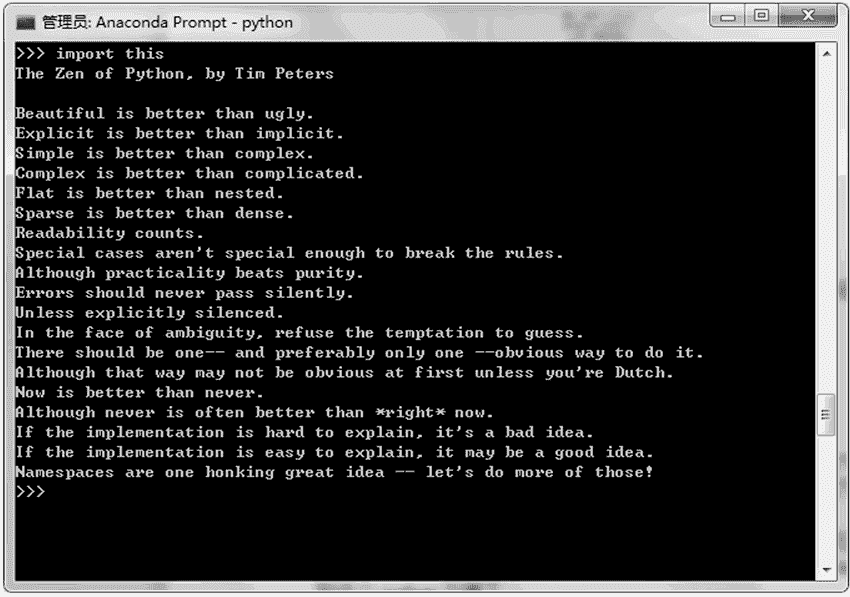 管理员: Anaconda Prompt - python
>>> import this
The Zen of Python, by Tim Peters

Beautiful is better than ugly.
Explicit is better than implicit.
Simple is better than complex.
Complex is better than complicated.
Flat is better than nested.
Sparse is better than dense.
Readability counts.
Special cases aren't special enough to break the rules.
Although practicality beats purity.
Errors should never pass silently.
Unless explicitly silenced.
In the face of ambiguity, refuse the temptation to guess.
There should be one-- and preferably only one --obvious way to do it.
Although that way may not be obvious at first unless you're Dutch.
Now is better than never.
Although never is often better than *right* now.
If the implementation is hard to explain, it's a bad idea.
If the implementation is easy to explain, it may be a good idea.
Namespaces are one honking great idea -- let's do more of those!
>>>